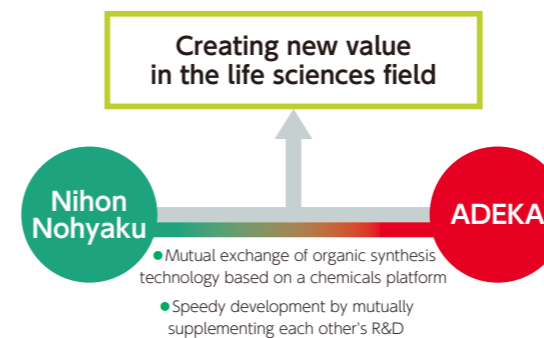 Creating new value
in the life sciences field
Nihon
Nohyaku
ADEKA
●Mutual exchange of organic synthesis
technology based on a chemicals platform
●Speedy development by mutually
supplementing each other's R&D